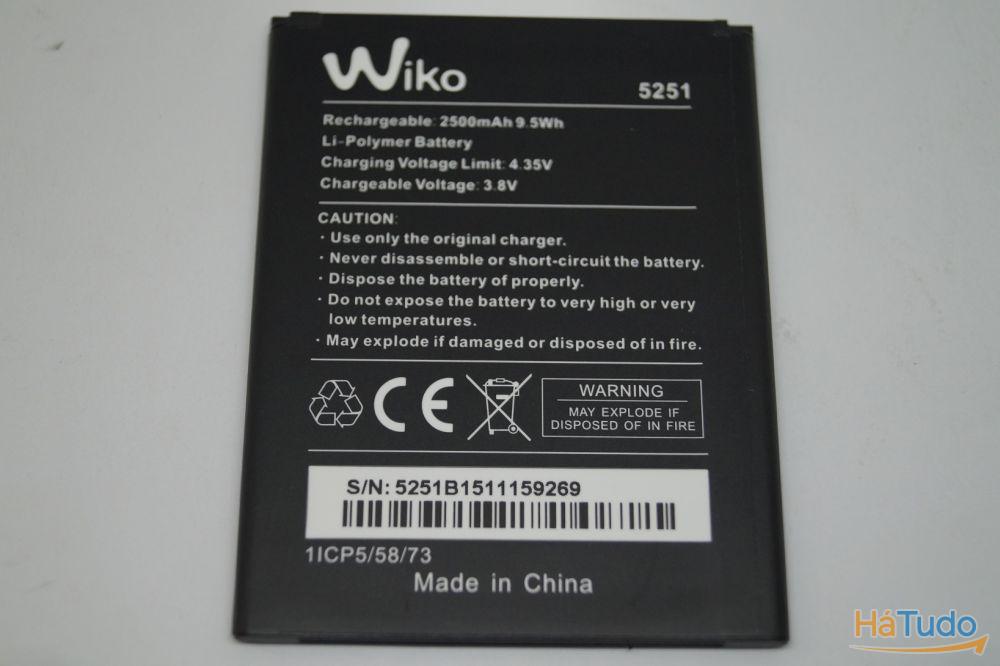 Wiko
5251
Rechargeable: 2500mAh 9.5Wh
Li-Polymer Battery
Charging Voltage Limit: 4.35V
Chargeable Voltage: 3.8V
CAUTION:
· Use only the original charger.
· Never disassemble or short-circuit the battery.
· Dispose the battery of properly.
· Do not expose the battery to very high or very
low temperatures.
· May explode if damaged or disposed of in fire.
CE
WARNING
MAY EXPLODE IF
DISPOSED OF IN FIRE
S/N: 5251B1511159269
1ICP5/58/73
Made in China
HáTudo